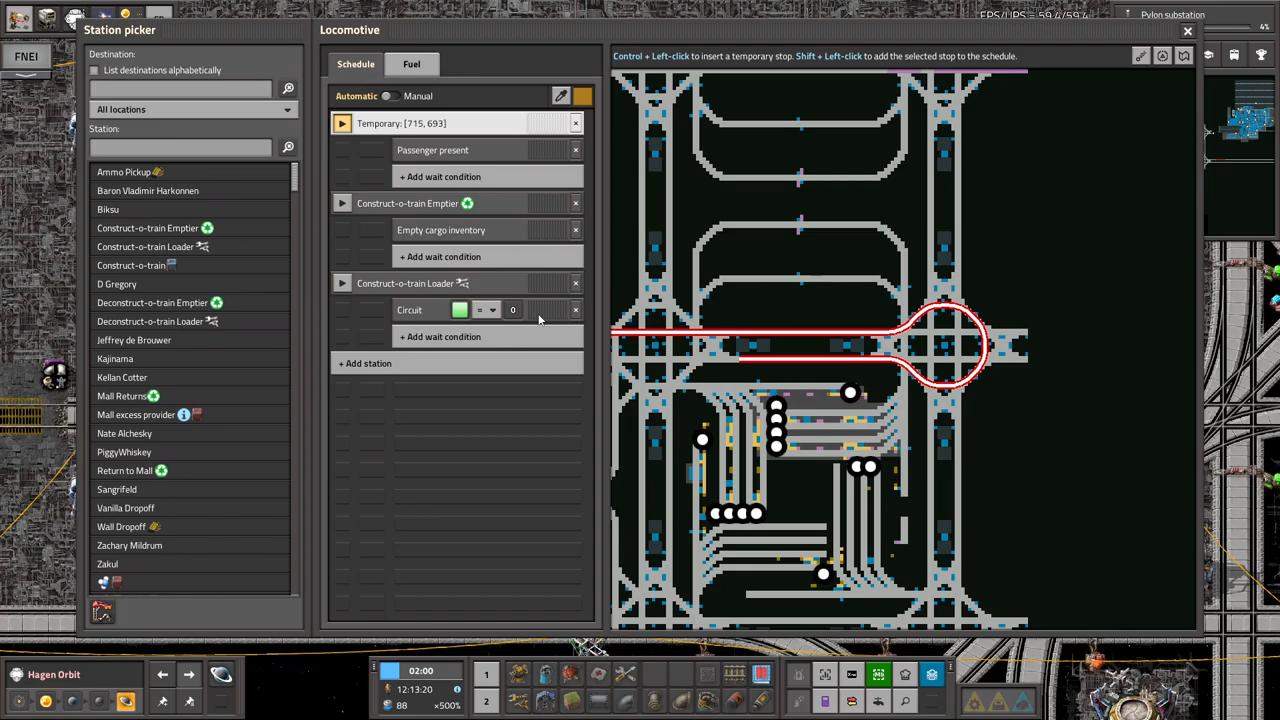 Station picker
Destination:
List destinations alphabetically
All locations
Station:
Ammo Pickup
Baron Vladimir Harkonnen
Biksu
Construct-o-train Emptier
Construct-o-train Loader
Construct-o-train
D Gregory
Deconstruct-o-train Emptier
Deconstruct-o-train Loader
Jeffrey de Brouwer
Kajinama
Kellan Cotter
Mall Returns
Mall excess provider
Nate Alchesky
PiggyWhiskey
Return to Mall
Sangrifeld
Vanilla Dropoff
Wall Dropoff
Zachary Mildrum
Zakul
FNEI
Locomotive
Schedule
Fuel
Automatic
Manual
Temporary: [715, 693]
Passenger present
+ Add wait condition
Construct-o-train Emptier
Empty cargo inventory
+ Add wait condition
Construct-o-train Loader
Circuit = 0
+ Add wait condition
+ Add station
Control + Left-click to insert a temporary stop. Shift + Left-click to add the selected stop to the schedule.
FPS/UPS = 59.4/59.4
Pylon substation
4%
Hagen Orbit
02:00
12:13:20
88 ×500%
1
2